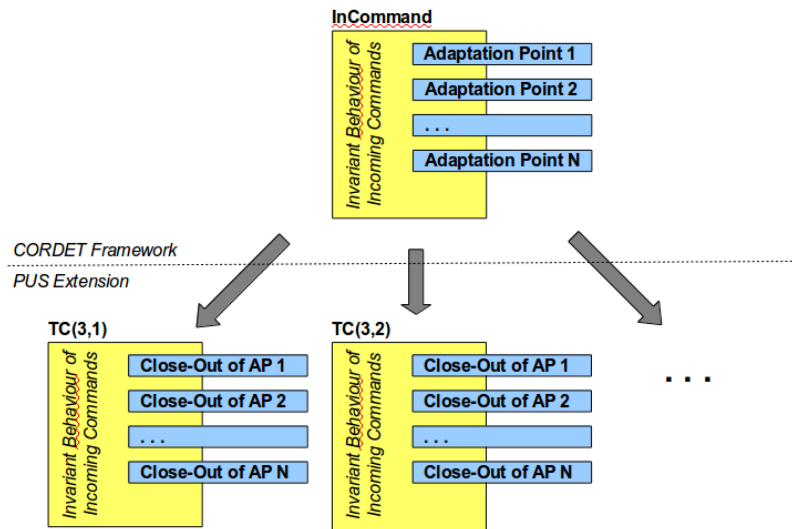 InCommand
Invariant Behaviour of
Incoming Commands
Adaptation Point 1
Adaptation Point 2
. . .
Adaptation Point N
CORDET Framework
PUS Extension
TC(3,1)
Invariant Behaviour of
Incoming Commands
Close-Out of AP 1
Close-Out of AP 2
. . .
Close-Out of AP N
TC(3,2)
Invariant Behaviour of
Incoming Commands
Close-Out of AP 1
Close-Out of AP 2
. . .
Close-Out of AP N
. . .